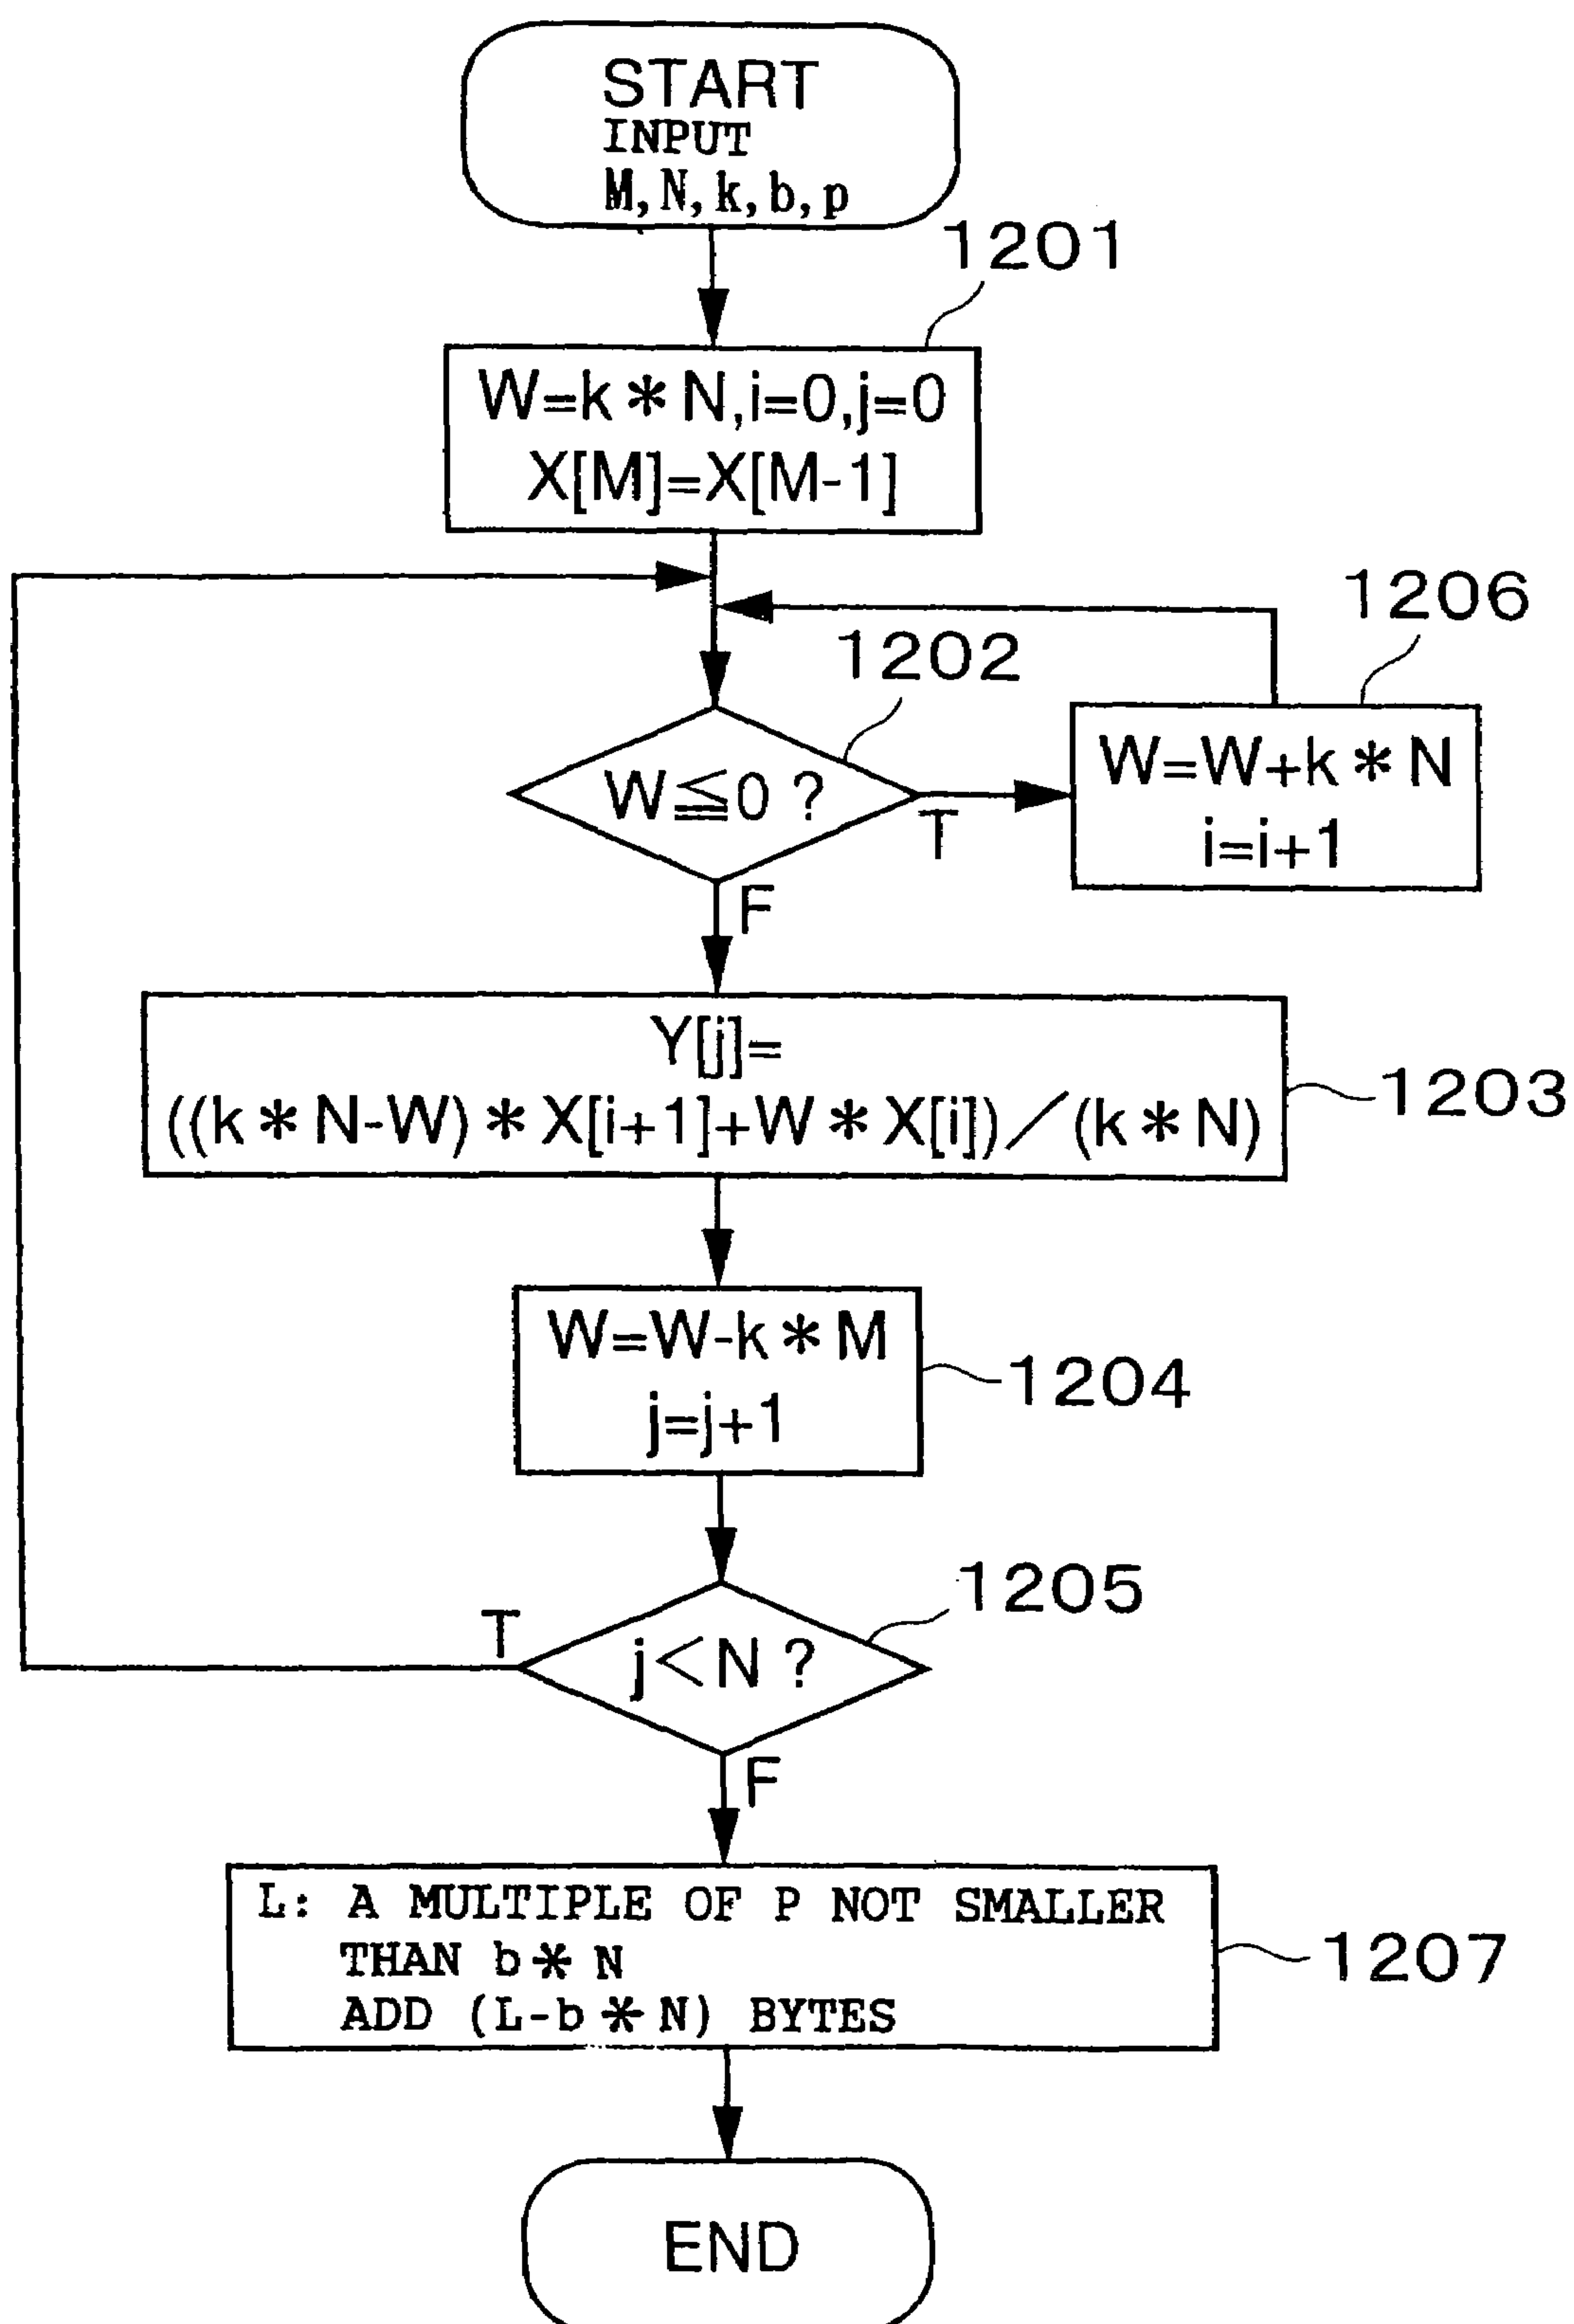 START
INPUT
M, N, k, b, p
1201
W=k*N,i=0,j=0
X[M]=X[M-1]
1206
1202
W=W+k*N
i=i+1
W≦0 ?
T
F
Y[j]=
((k*N-W)*X[i+1]+W*X[i])/(k*N)
1203
W=W-k*M
j=j+1
1204
1205
T
j<N ?
F
L: A MULTIPLE OF P NOT SMALLER
THAN b*N
ADD (L-b*N) BYTES
1207
END